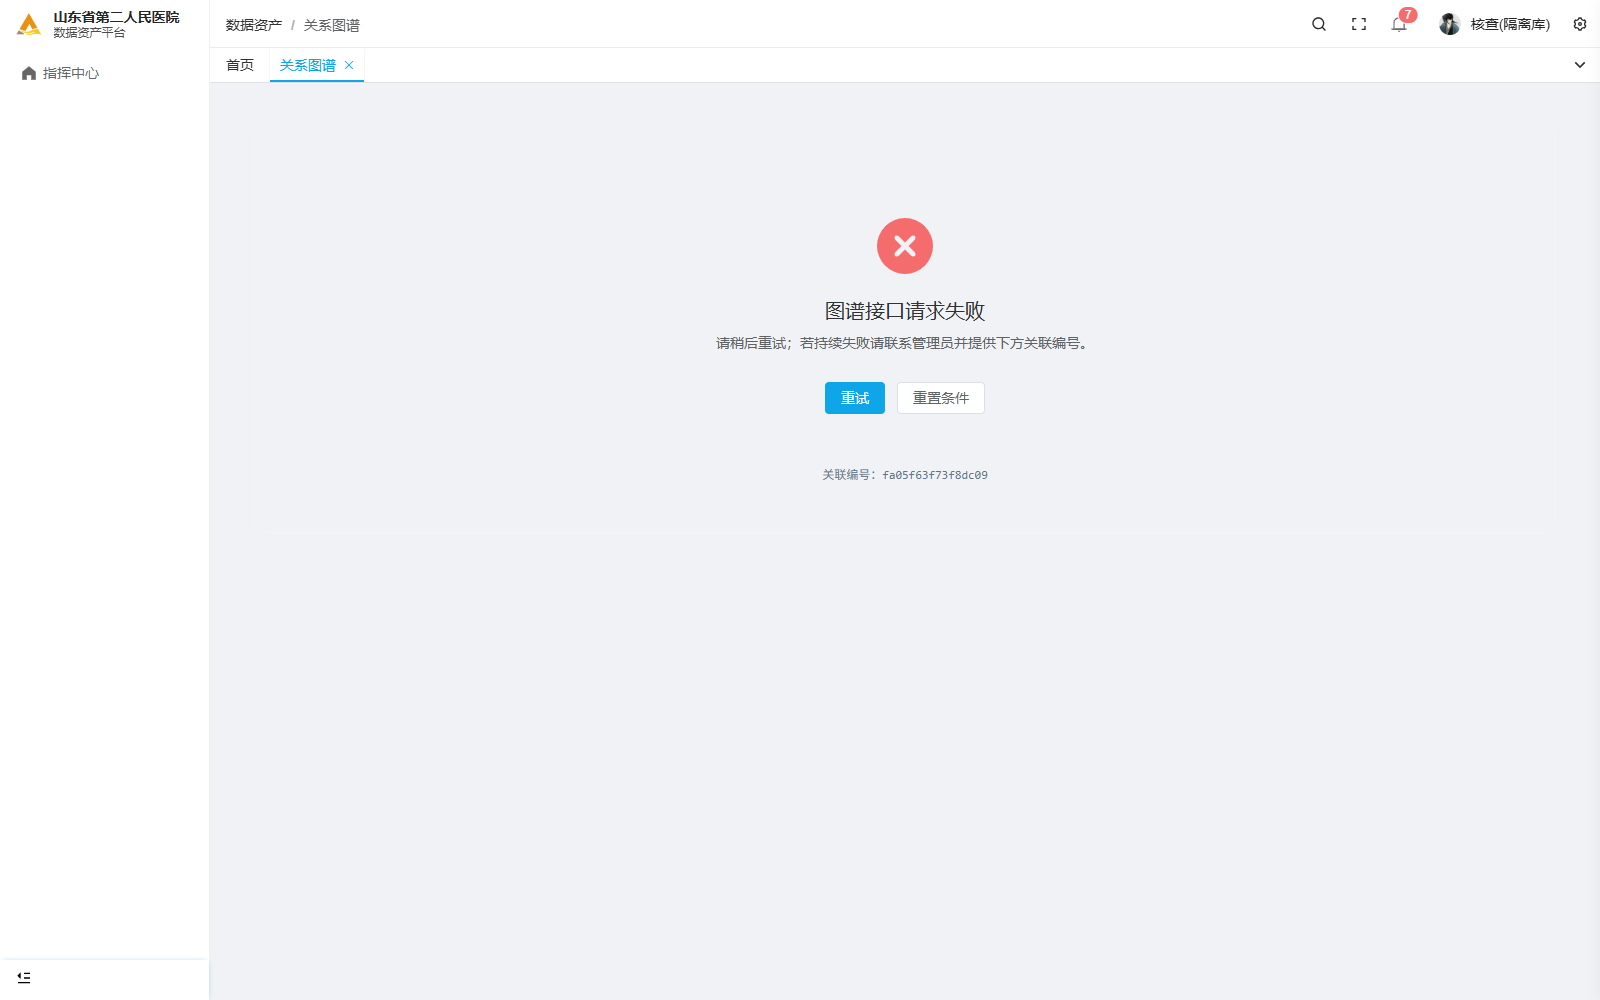 山东省第二人民医院
数据资产平台
数据资产 / 关系图谱
7
核查(隔离库)
指挥中心
首页
关系图谱
图谱接口请求失败
请稍后重试；若持续失败请联系管理员并提供下方关联编号。
重试
重置条件
关联编号：fa05f63f73f8dc09